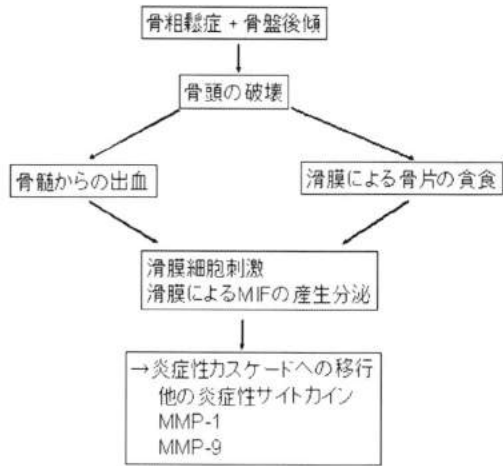 骨粗鬆症 + 骨盤後傾
骨頭の破壊
骨髄からの出血
滑膜による骨片の貪食
滑膜細胞刺激
滑膜によるMIFの産生分泌
→炎症性カスケードへの移行
他の炎症性サイトカイン
MMP-1
MMP-9